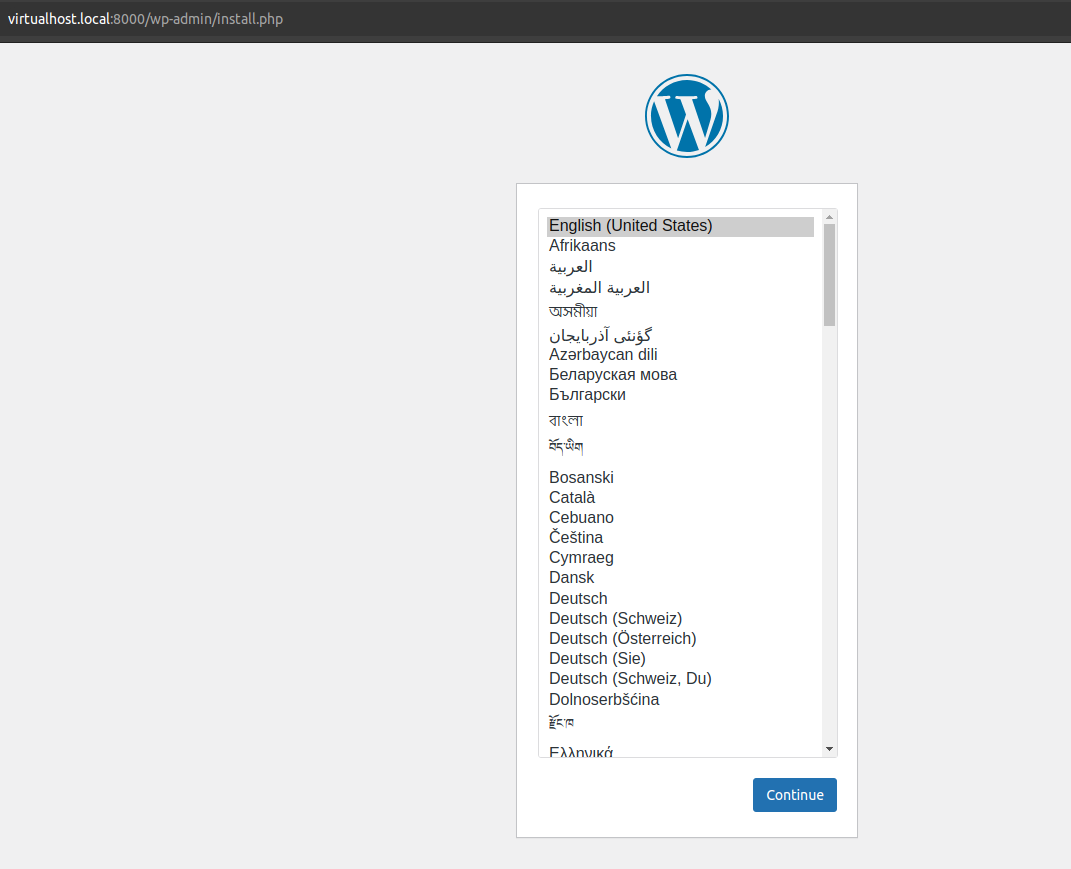 virtualhost.local:8000/wp-admin/install.php
English (United States)
Afrikaans
العربية
العربية المغربية
অসমীয়া
گؤنئی آذربایجان
Azərbaycan dili
Беларуская мова
Български
বাংলা
བོད་ཡིག
Bosanski
Català
Cebuano
Čeština
Cymraeg
Dansk
Deutsch
Deutsch (Schweiz)
Deutsch (Österreich)
Deutsch (Sie)
Deutsch (Schweiz, Du)
Dolnoserbšćina
རྫོང་ཁ
Ελληνικά
Continue